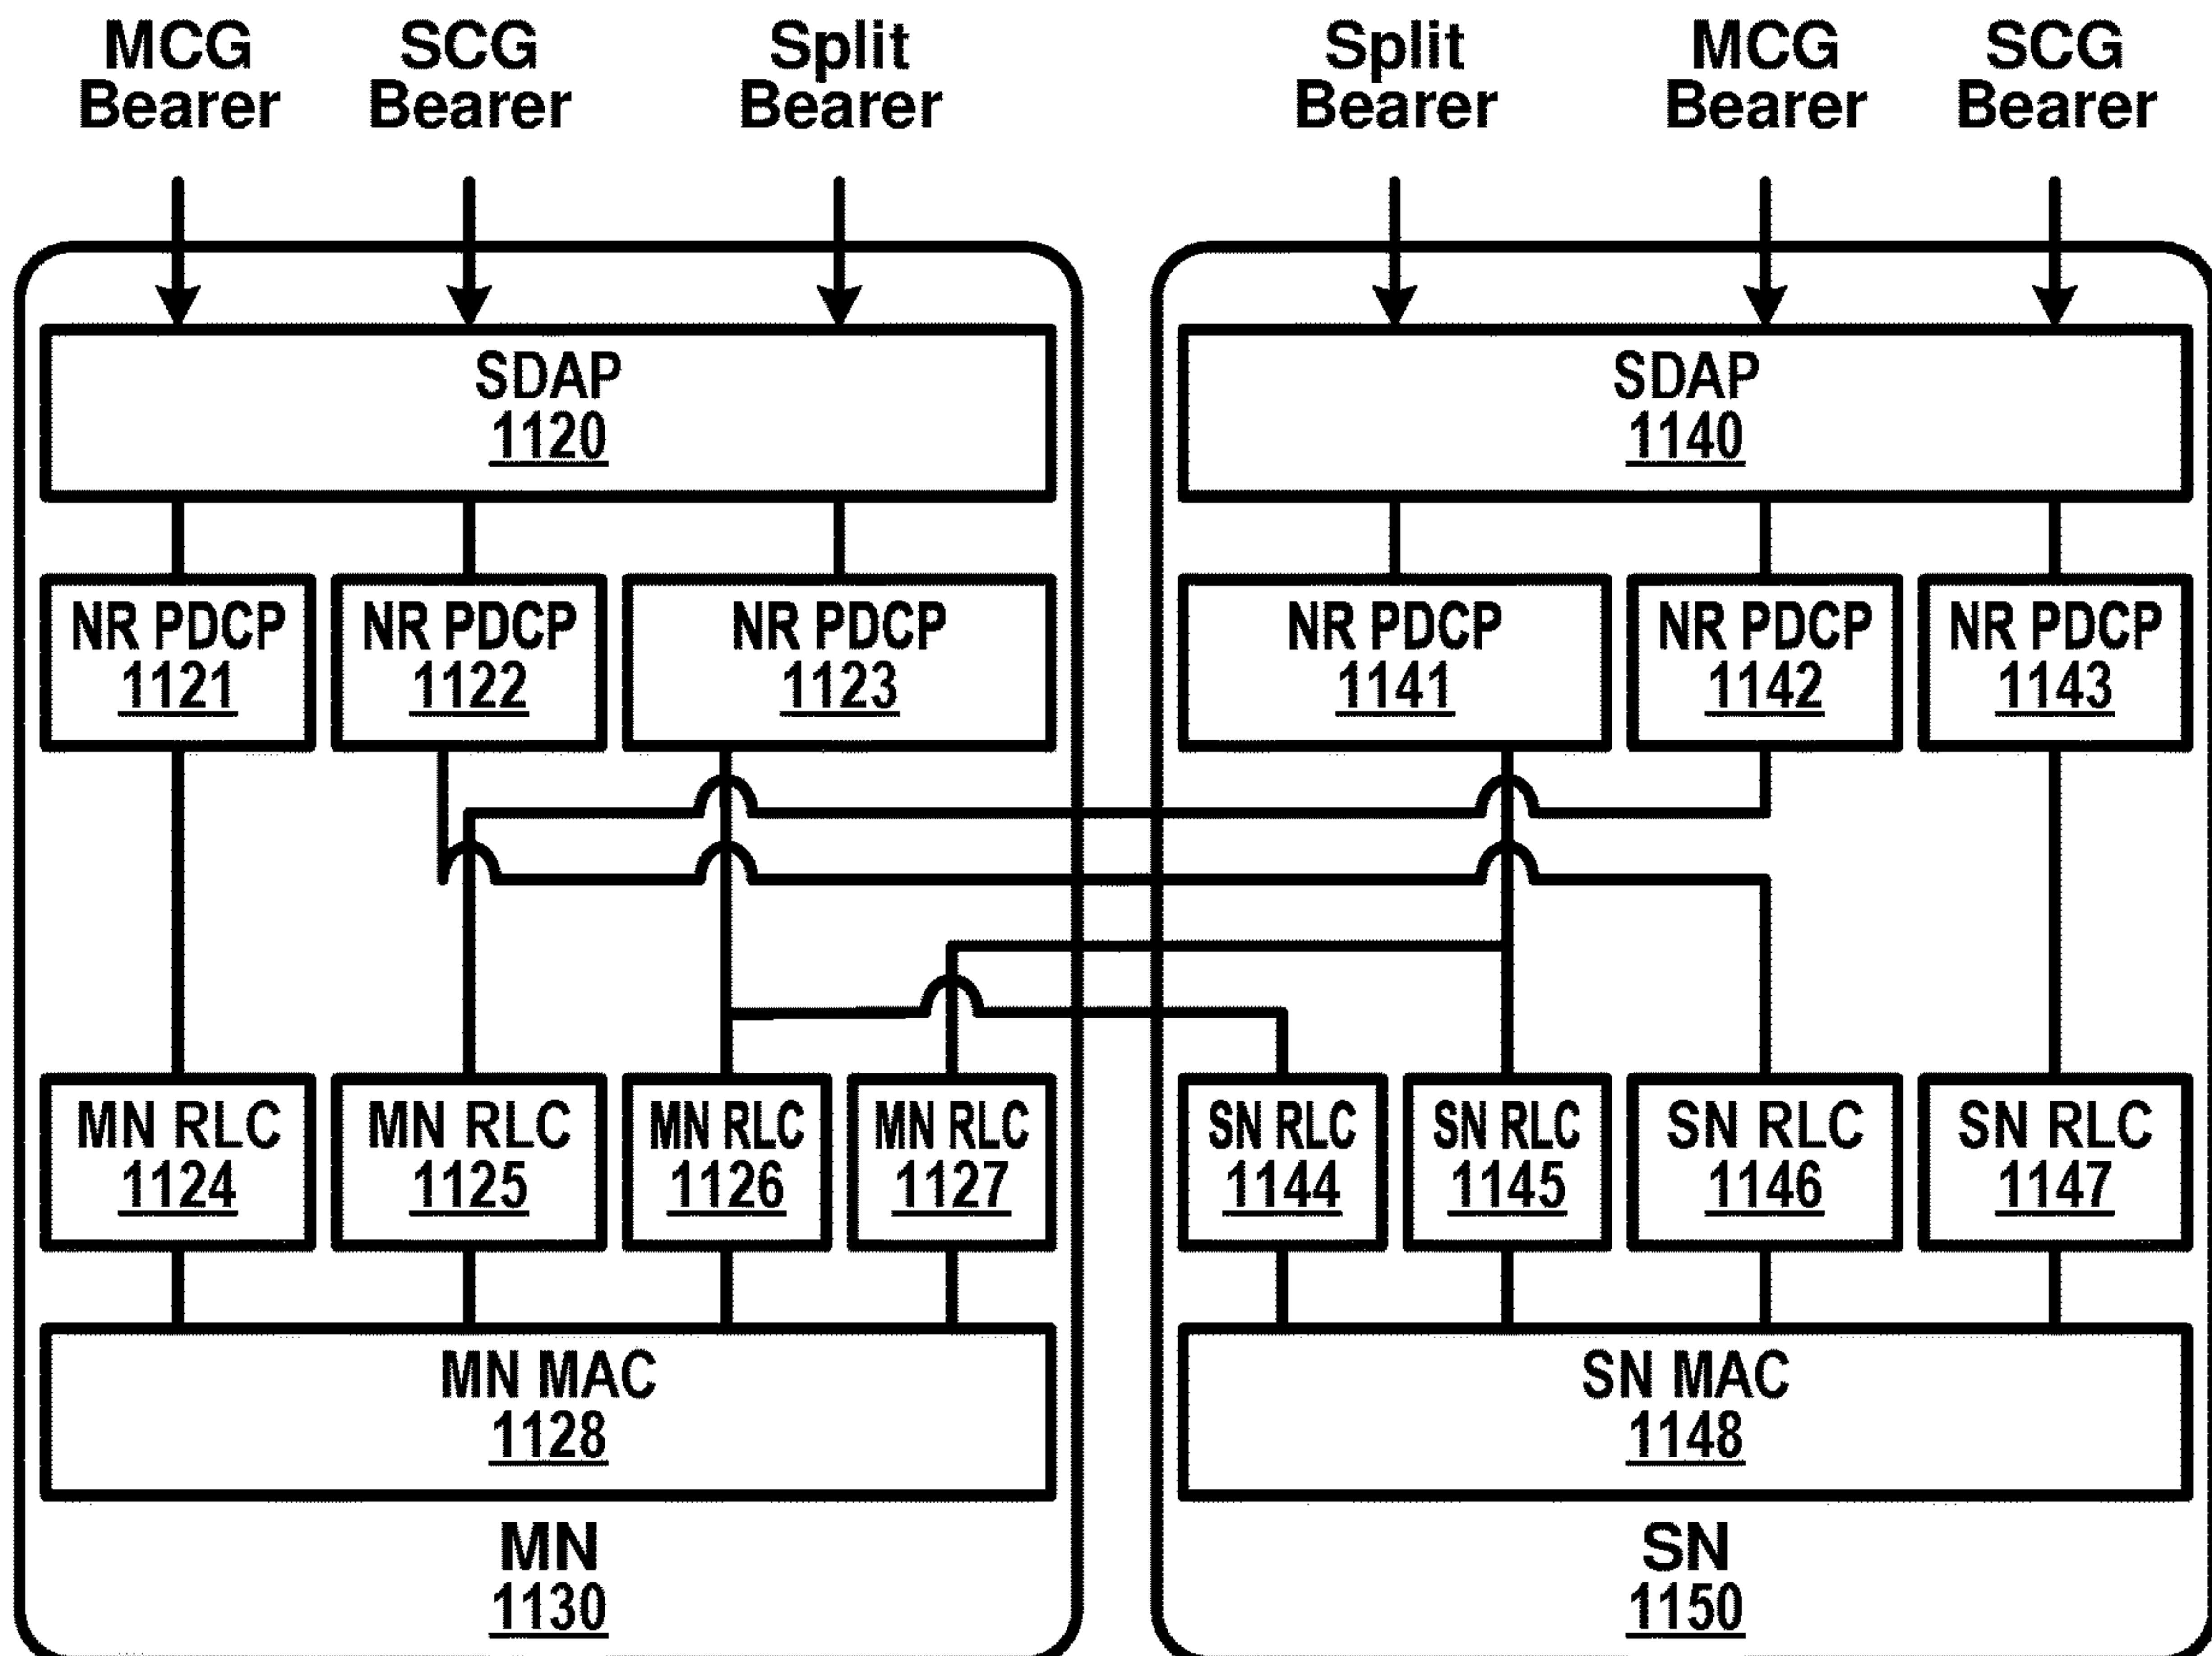 MCG
Bearer
SCG
Bearer
Split
Bearer
Split
Bearer
MCG
Bearer
SCG
Bearer
SDAP
1120
SDAP
1140
NR PDCP
1121
NR PDCP
1122
NR PDCP
1123
NR PDCP
1141
NR PDCP
1142
NR PDCP
1143
MN RLC
1124
MN RLC
1125
MN RLC
1126
MN RLC
1127
SN RLC
1144
SN RLC
1145
SN RLC
1146
SN RLC
1147
MN MAC
1128
SN MAC
1148
MN
1130
SN
1150